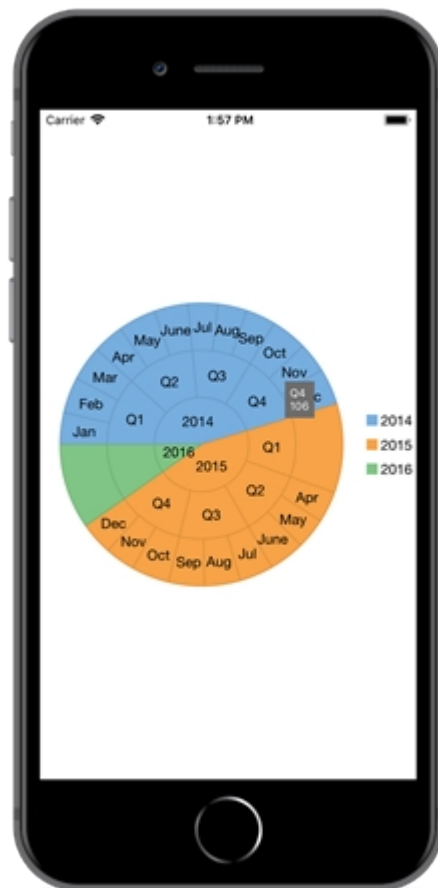 Carrier 1:57 PM
June Jul Aug
May Sep
Apr Oct
Q2 Q3
Mar Nov
Feb Q4
106
Q1 Q4
Jan 2014
2014
2016 Q1 2015
2015 2016
Q2
Q4 Apr
Q3
Dec May
Nov June
Oct Jul
Sep Aug